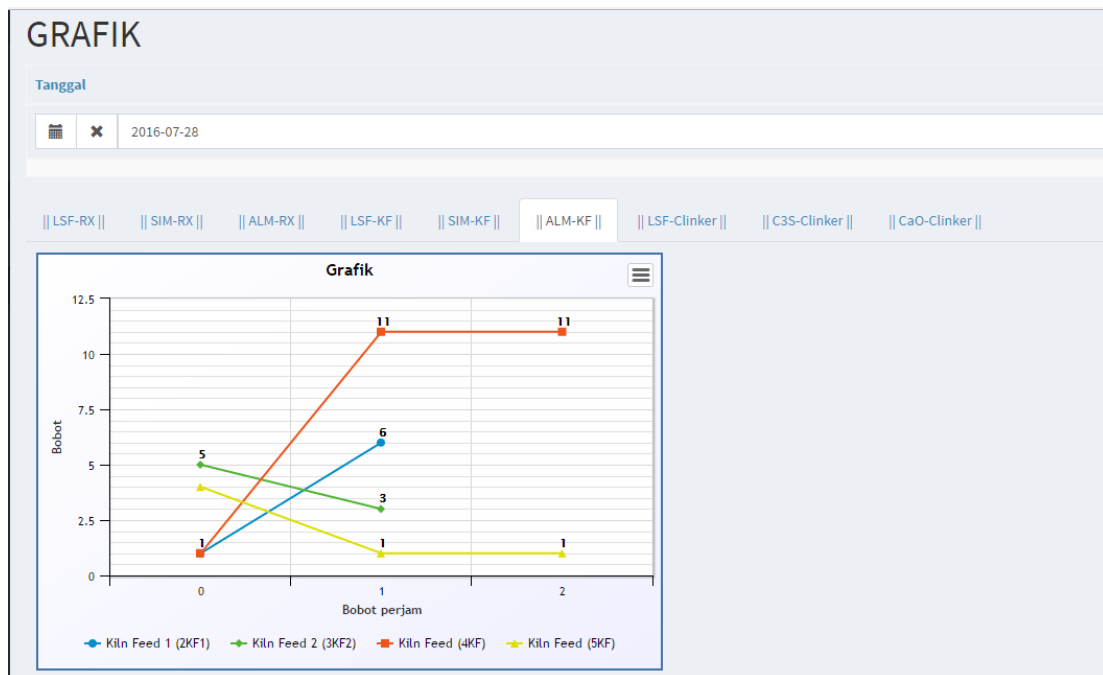 GRAFIK
Tanggal
2016-07-28
|| LSF-RX || || SIM-RX || || ALM-RX || || LSF-KF || || SIM-KF || || ALM-KF || || LSF-Clinker || || C3S-Clinker || || CaO-Clinker ||
Grafik
12.5
11 11
10
7.5
6
Bobot
5
5
3
2.5
1 1 1
0
0 1 2
Bobot perjam
Kiln Feed 1 (2KF1) Kiln Feed 2 (3KF2) Kiln Feed (4KF) Kiln Feed (5KF)